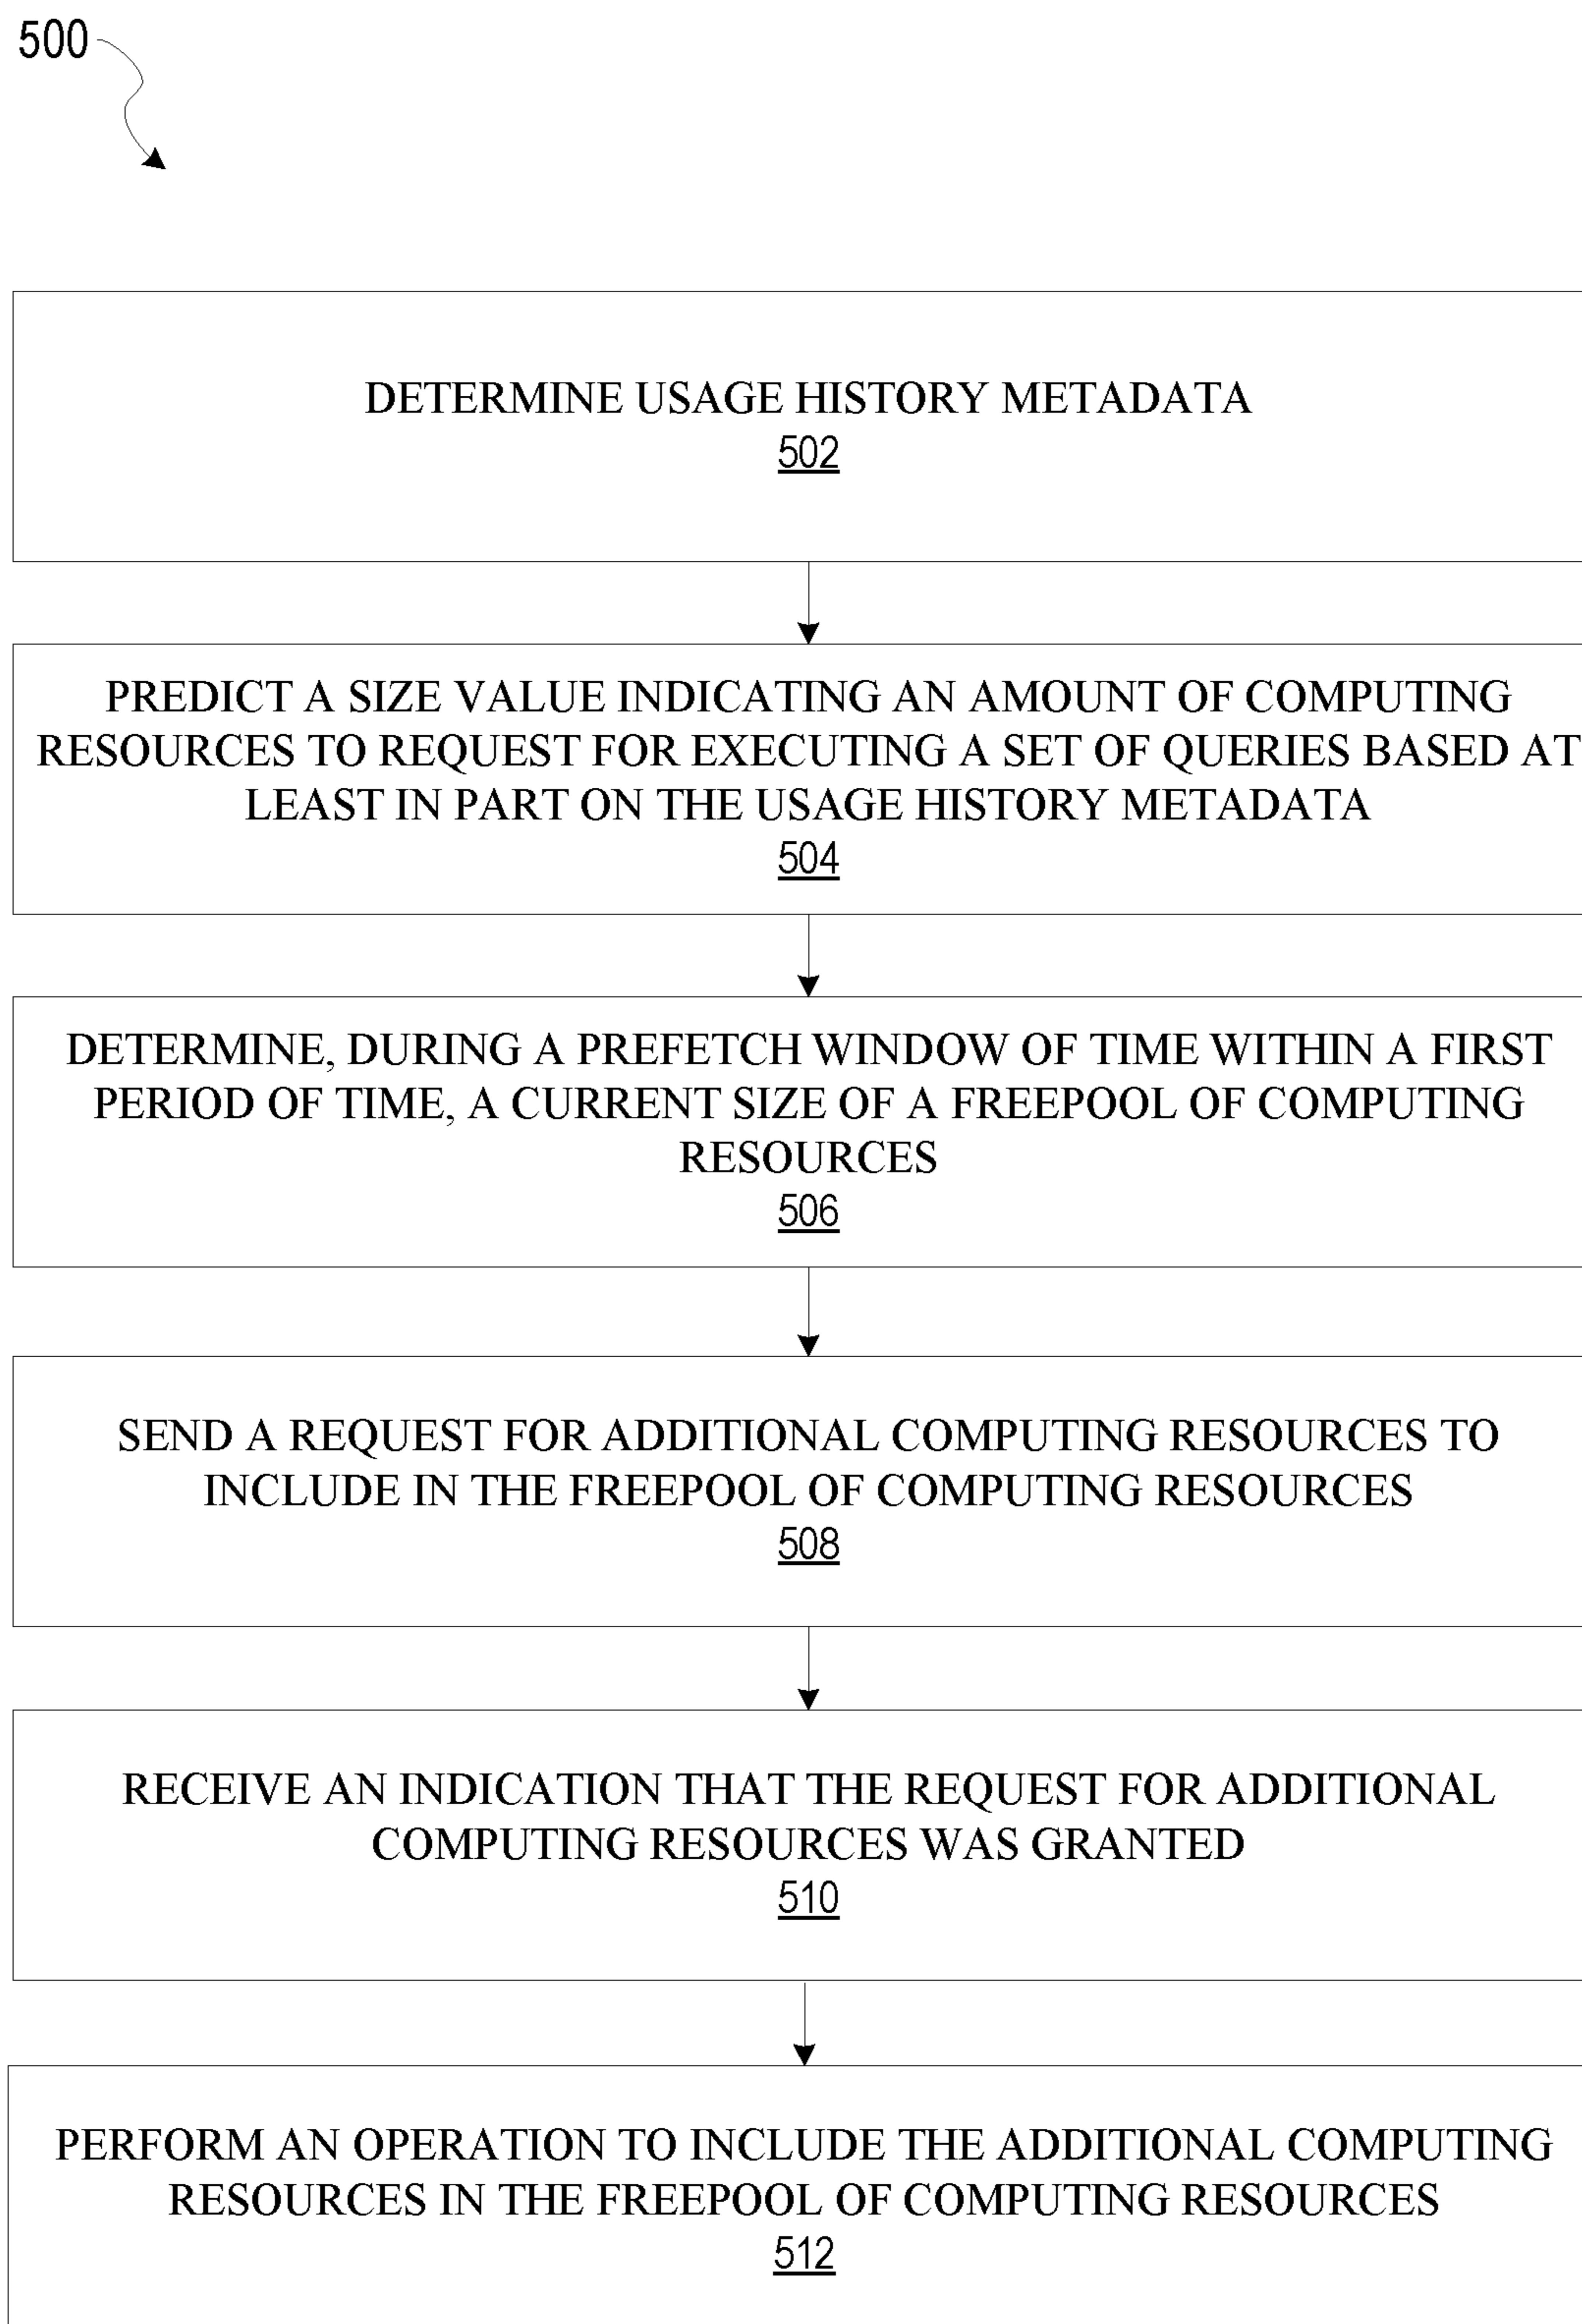 500
DETERMINE USAGE HISTORY METADATA
502
PREDICT A SIZE VALUE INDICATING AN AMOUNT OF COMPUTING
RESOURCES TO REQUEST FOR EXECUTING A SET OF QUERIES BASED AT
LEAST IN PART ON THE USAGE HISTORY METADATA
504
DETERMINE, DURING A PREFETCH WINDOW OF TIME WITHIN A FIRST
PERIOD OF TIME, A CURRENT SIZE OF A FREEPOOL OF COMPUTING
RESOURCES
506
SEND A REQUEST FOR ADDITIONAL COMPUTING RESOURCES TO
INCLUDE IN THE FREEPOOL OF COMPUTING RESOURCES
508
RECEIVE AN INDICATION THAT THE REQUEST FOR ADDITIONAL
COMPUTING RESOURCES WAS GRANTED
510
PERFORM AN OPERATION TO INCLUDE THE ADDITIONAL COMPUTING
RESOURCES IN THE FREEPOOL OF COMPUTING RESOURCES
512